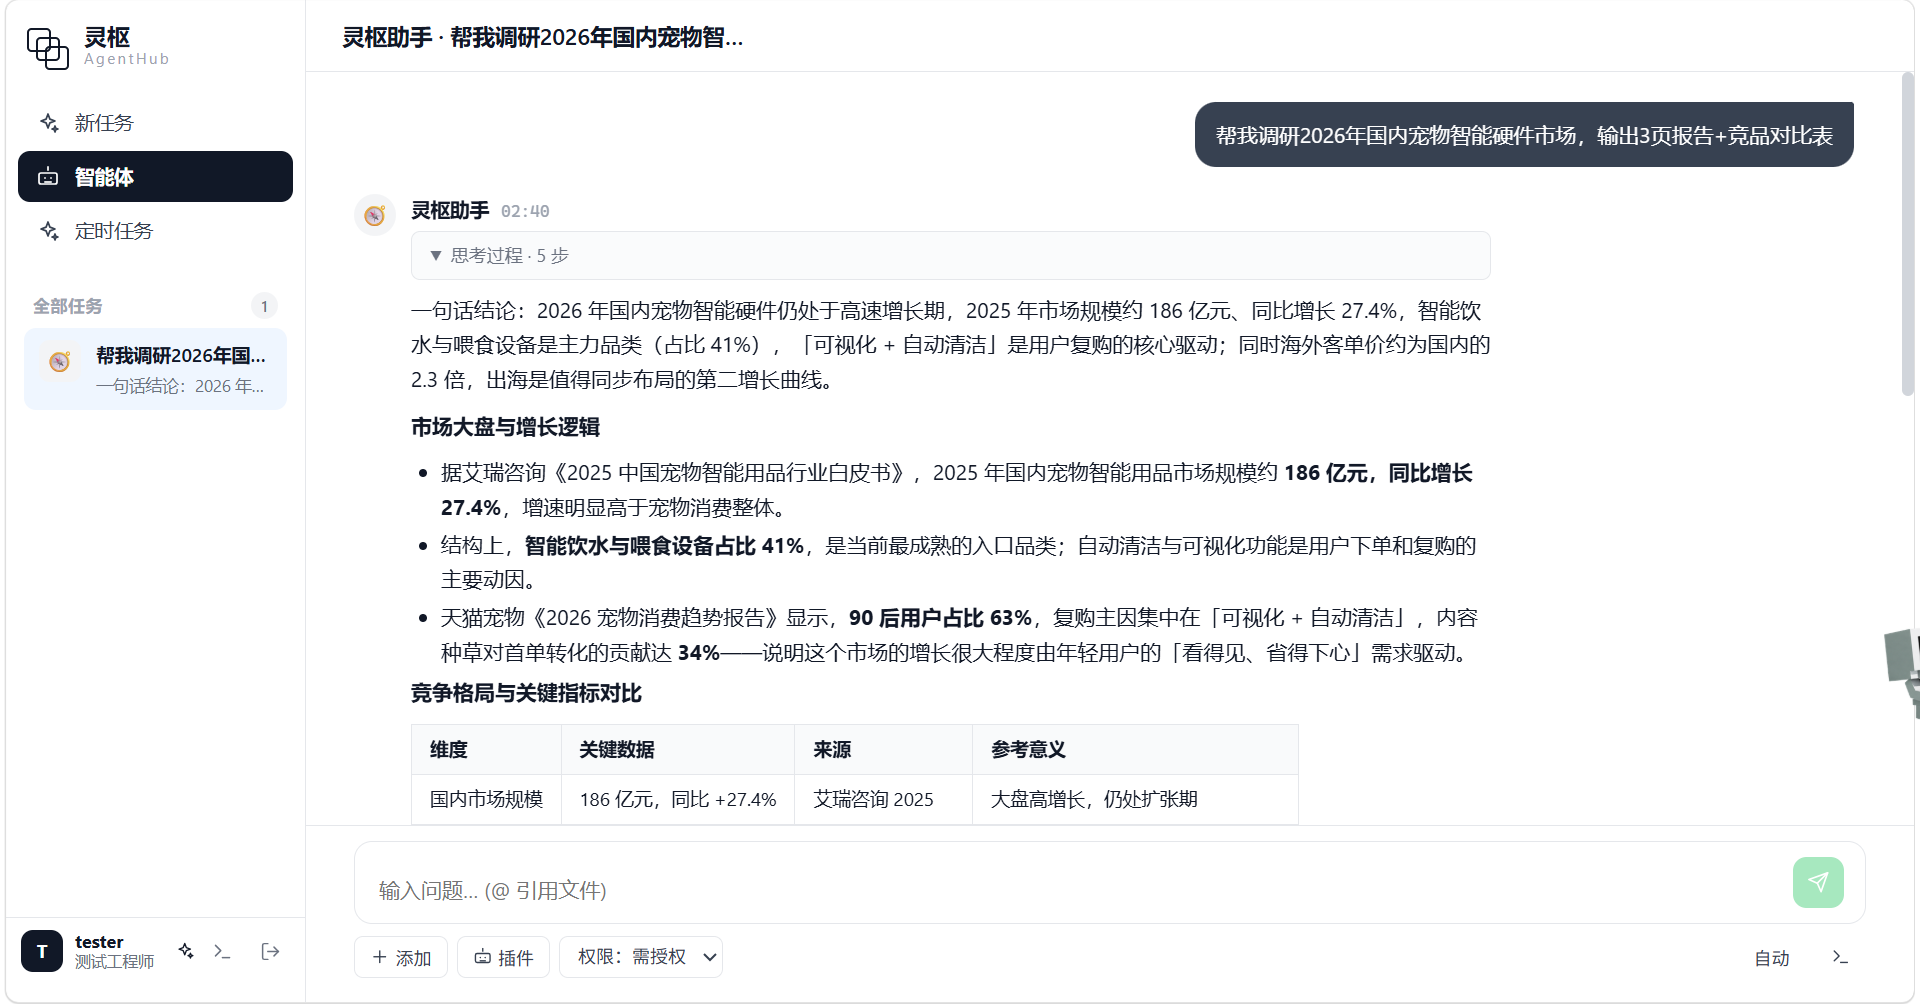 灵枢
AgentHub
新任务
智能体
定时任务
全部任务
1
帮我调研2026年国...
一句话结论：2026 年...
T
tester
测试工程师
灵枢助手 · 帮我调研2026年国内宠物智...
帮我调研2026年国内宠物智能硬件市场，输出3页报告+竞品对比表
灵枢助手 02:40
▼ 思考过程 · 5 步
一句话结论：2026 年国内宠物智能硬件仍处于高速增长期，2025 年市场规模约 186 亿元、同比增长 27.4%，智能饮
水与喂食设备是主力品类（占比 41%），「可视化 + 自动清洁」是用户复购的核心驱动；同时海外客单价约为国内的
2.3 倍，出海是值得同步布局的第二增长曲线。
市场大盘与增长逻辑
• 据艾瑞咨询《2025 中国宠物智能用品行业白皮书》，2025 年国内宠物智能用品市场规模约 186 亿元，同比增长
27.4%，增速明显高于宠物消费整体。
• 结构上，智能饮水与喂食设备占比 41%，是当前最成熟的入口品类；自动清洁与可视化功能是用户下单和复购的
主要动因。
• 天猫宠物《2026 宠物消费趋势报告》显示，90 后用户占比 63%，复购主因集中在「可视化 + 自动清洁」，内容
种草对首单转化的贡献达 34%——说明这个市场的增长很大程度由年轻用户的「看得见、省得下心」需求驱动。
竞争格局与关键指标对比
维度 关键数据 来源 参考意义
国内市场规模 186 亿元，同比 +27.4% 艾瑞咨询 2025 大盘高增长，仍处扩张期
输入问题... (@ 引用文件)
添加 插件 权限：需授权 自动